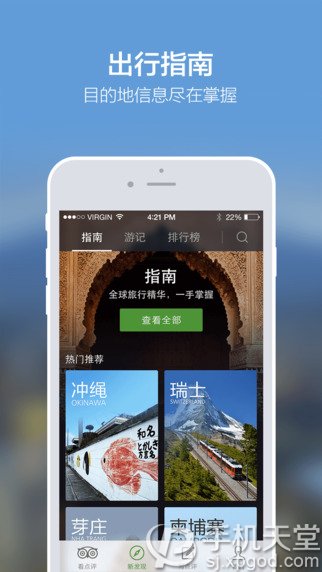 出行指南
目的地信息尽在掌握
VIRGIN
4:21 PM
22%
指南
游记
排行榜
指南
全球旅行精华，一手掌握
查看全部
热门推荐
冲绳
OKINAWA
瑞士
SWITZERLAND
芽庄
NHA TRANG
柬埔寨
看点评
新发现
手机天堂
sj.xpgod.com